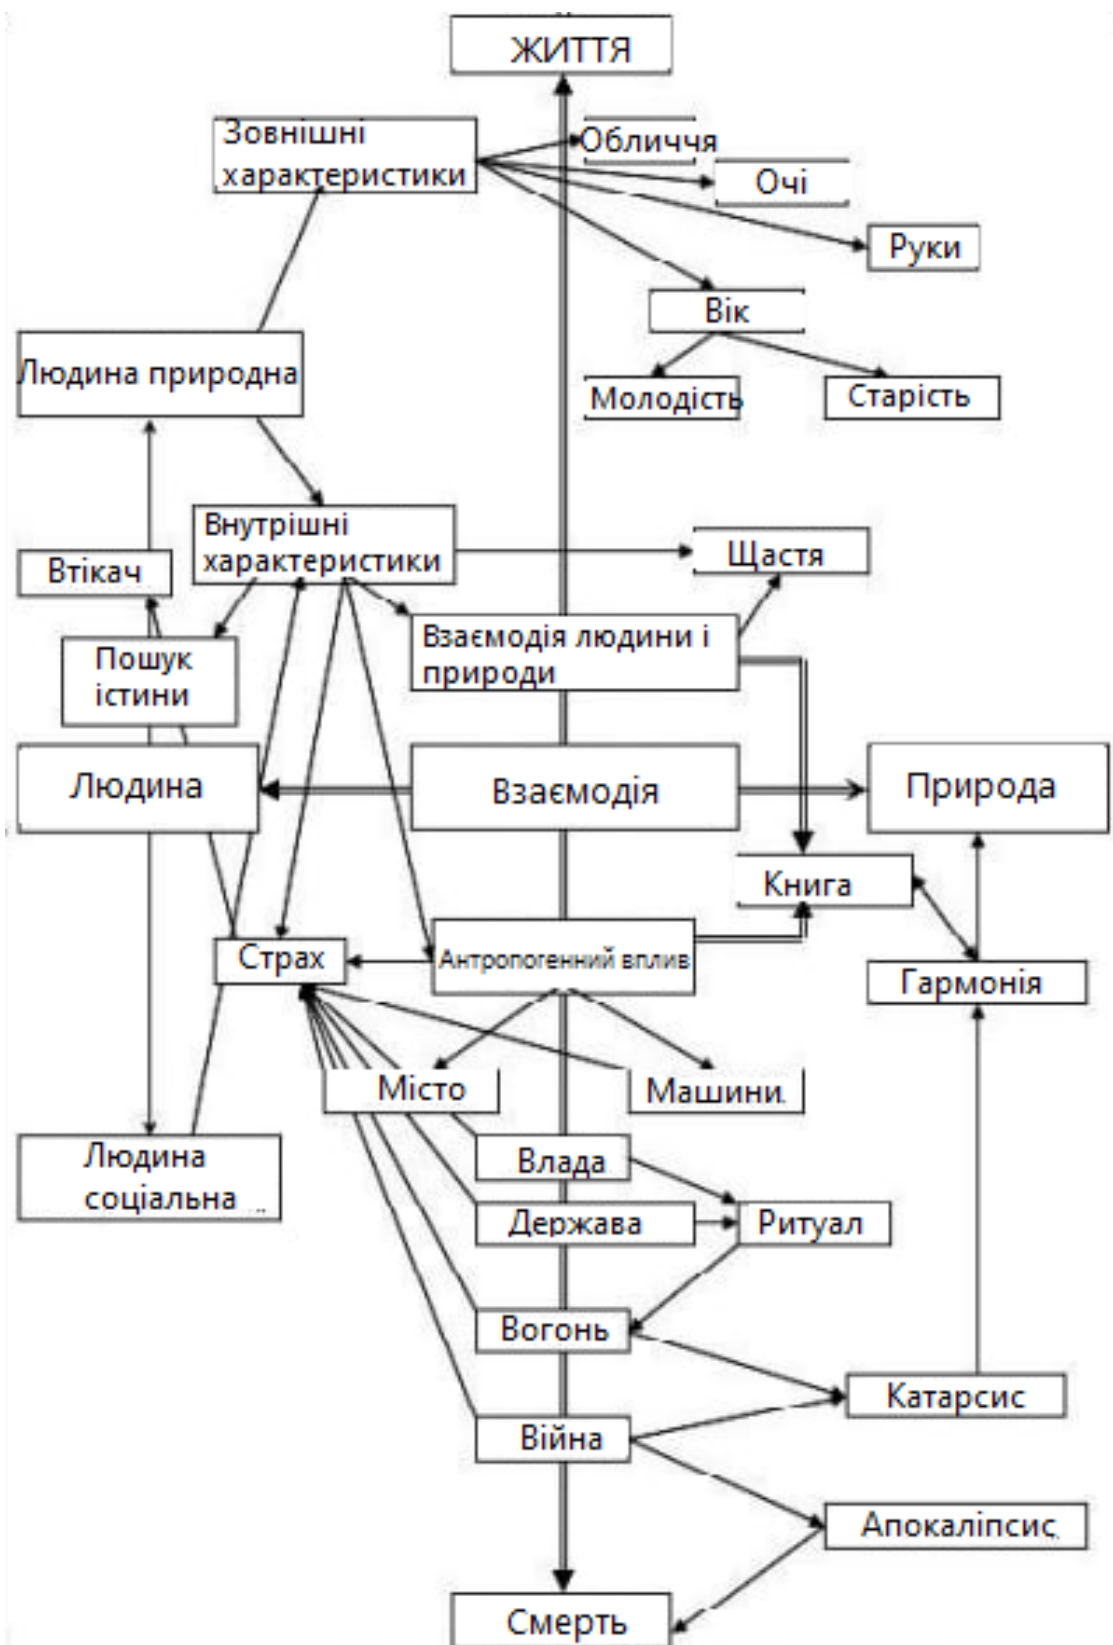 ЖИТТЯ
Зовнішні
характеристики
Обличчя
Очі
Руки
Вік
Людина природна
Молодість
Старість
Внутрішні
характеристики
Щастя
Втікач
Взаємодія людини і
природи
Пошук
істини
Людина
Взаємодія
Природа
Книга
Страх
Антропогенний вплив
Гармонія
Місто
Машини.
Людина
соціальна
Влада
Держава
Ритуал
Вогонь
Катарсис
Війна
Апокаліпсис
Смерть